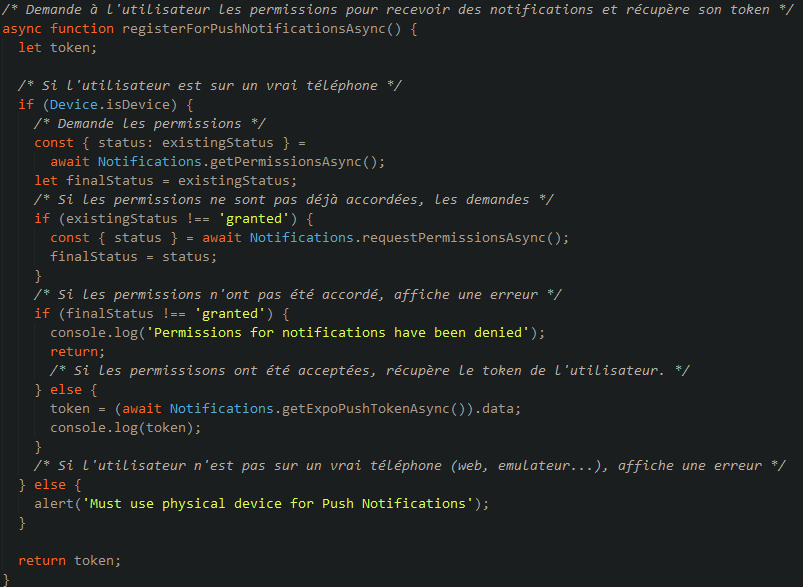 /* Demande à l'utilisateur les permissions pour recevoir des notifications et récupère son token */
async function registerForPushNotificationsAsync() {
  let token;

  /* Si l'utilisateur est sur un vrai téléphone */
  if (Device.isDevice) {
    /* Demande les permissions */
    const { status: existingStatus } =
      await Notifications.getPermissionsAsync();
    let finalStatus = existingStatus;
    /* Si les permissions ne sont pas déjà accordées, les demandes */
    if (existingStatus !== 'granted') {
      const { status } = await Notifications.requestPermissionsAsync();
      finalStatus = status;
    }
    /* Si les permissions n'ont pas été accordé, affiche une erreur */
    if (finalStatus !== 'granted') {
      console.log('Permissions for notifications have been denied');
      return;
      /* Si les permissisons ont été acceptées, récupère le token de l'utilisateur. */
    } else {
      token = (await Notifications.getExpoPushTokenAsync()).data;
      console.log(token);
    }
    /* Si l'utilisateur n'est pas sur un vrai téléphone (web, emulateur...), affiche une erreur */
  } else {
    alert('Must use physical device for Push Notifications');
  }

  return token;
}